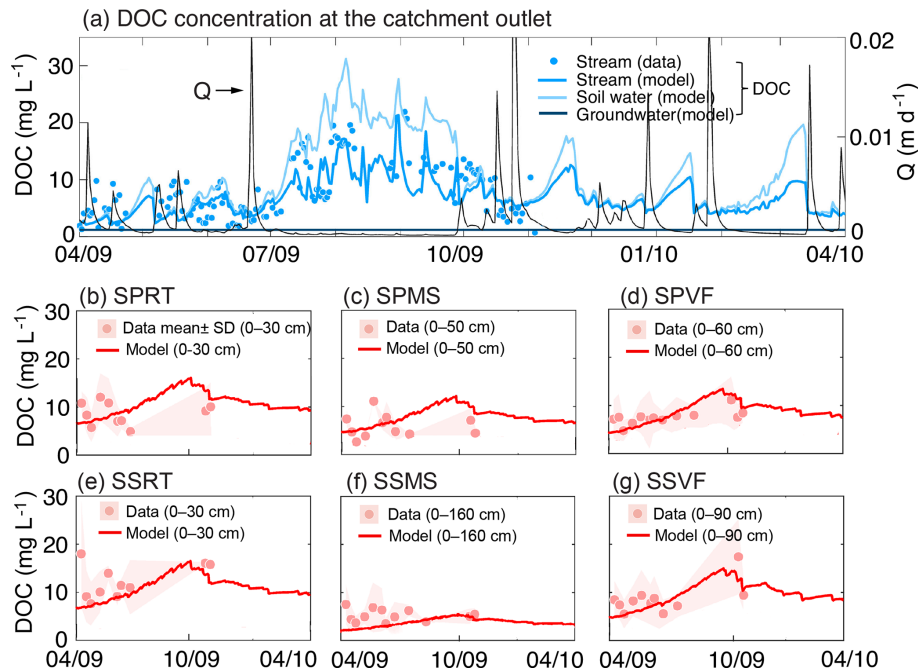 (a) DOC concentration at the catchment outlet
DOC (mg L⁻¹)
30
20
10
0
Q
Stream (data)
Stream (model)
Soil water (model)
Groundwater(model)
DOC
0.02
0.01
0
Q (m d⁻¹)
04/09 07/09 10/09 01/10 04/10
(b) SPRT (c) SPMS (d) SPVF
DOC (mg L⁻¹)
30
20
10
0
Data mean± SD (0–30 cm)
Model (0-30 cm)
Data (0–50 cm)
Model (0–50 cm)
Data (0–60 cm)
Model (0–60 cm)
(e) SSRT (f) SSMS (g) SSVF
DOC (mg L⁻¹)
30
20
10
0
Data (0–30 cm)
Model (0–30 cm)
Data (0–160 cm)
Model (0–160 cm)
Data (0–90 cm)
Model (0–90 cm)
04/09 10/09 04/10 04/09 10/09 04/10 04/09 10/09 04/10